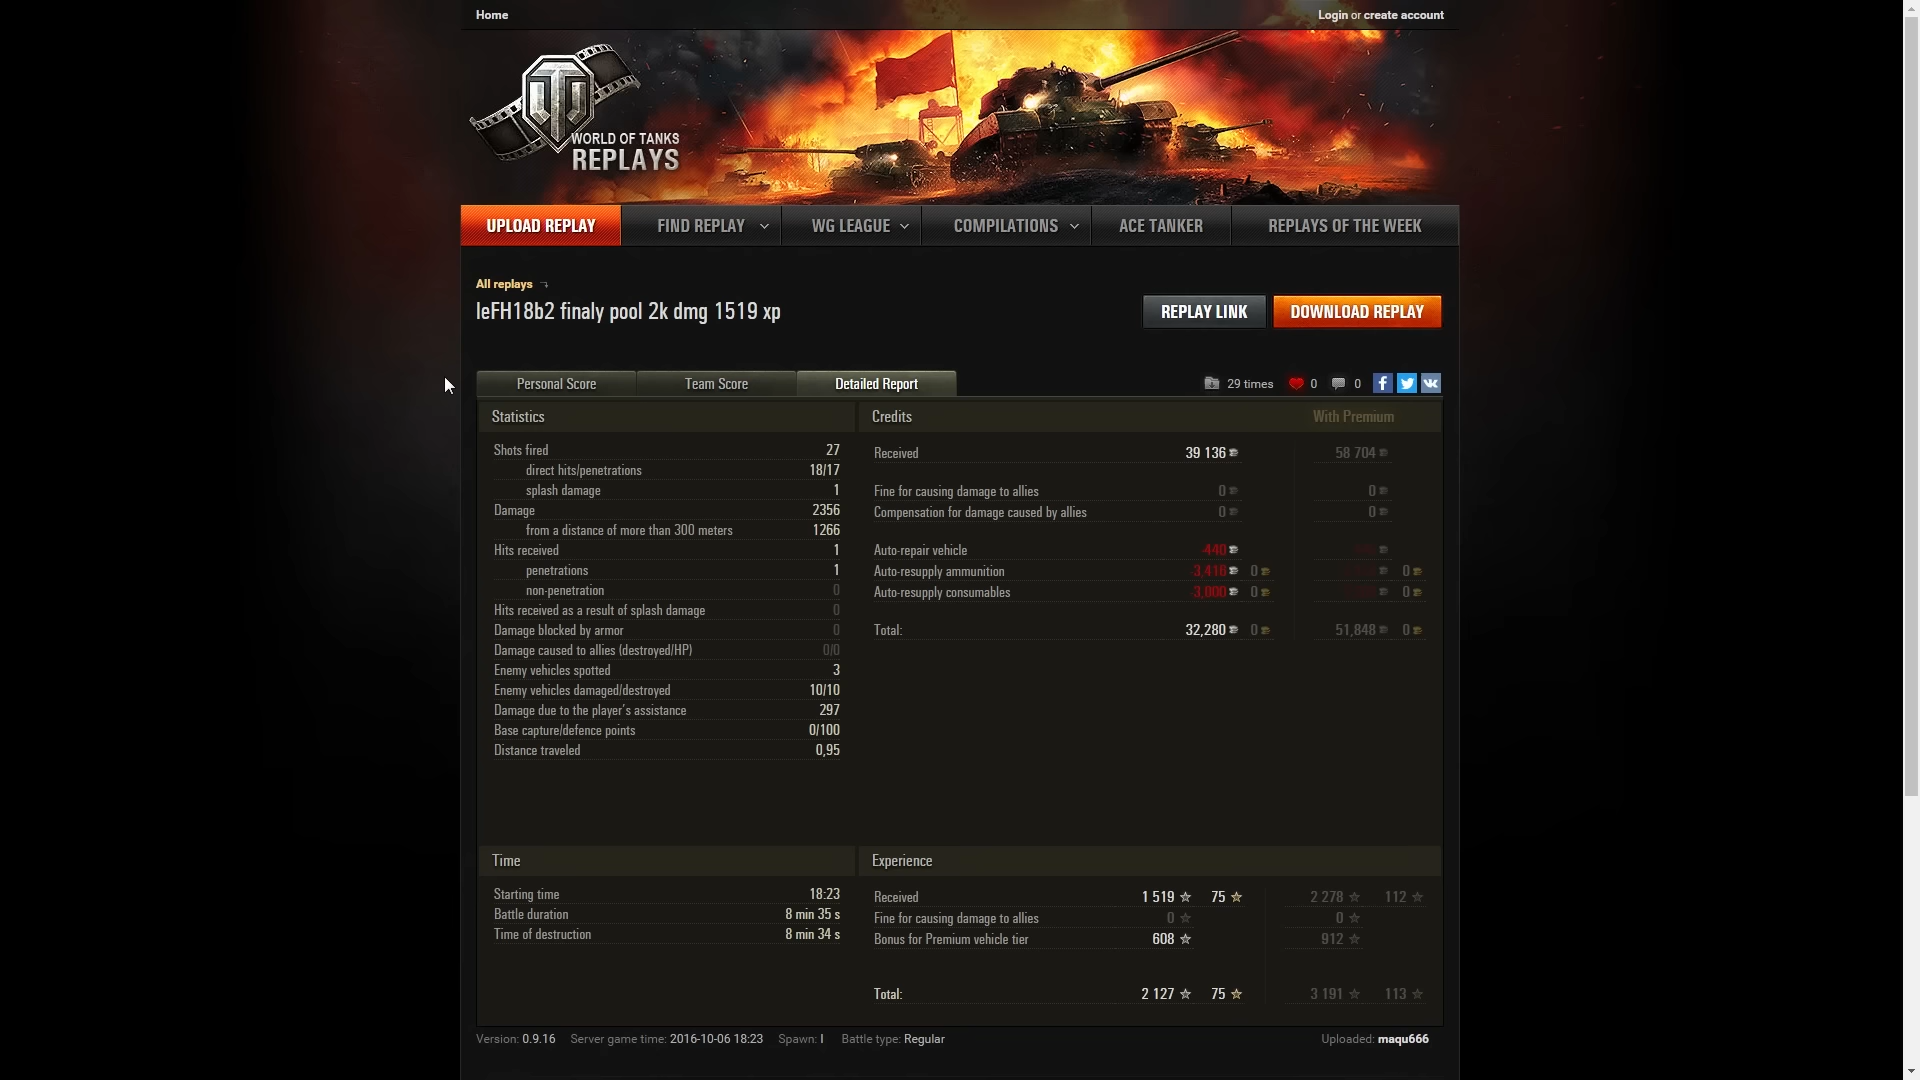 Home
Login or create account
WORLD OF TANKS
REPLAYS
UPLOAD REPLAY
FIND REPLAY
WG LEAGUE
COMPILATIONS
ACE TANKER
REPLAYS OF THE WEEK
All replays
leFH18b2 finaly pool 2k dmg 1519 xp
REPLAY LINK
DOWNLOAD REPLAY
Personal Score
Team Score
Detailed Report
29 times
0
0
Statistics
Shots fired 27
direct hits/penetrations 18/17
splash damage 1
Damage 2356
from a distance of more than 300 meters 1266
Hits received 1
penetrations 1
non-penetration 0
Hits received as a result of splash damage 0
Damage blocked by armor 0
Damage caused to allies (destroyed/HP) 0/0
Enemy vehicles spotted 3
Enemy vehicles damaged/destroyed 10/10
Damage due to the player's assistance 297
Base capture/defence points 0/100
Distance traveled 0,95
Credits With Premium
Received 39 136 58 704
Fine for causing damage to allies 0 0
Compensation for damage caused by allies 0 0
Auto-repair vehicle -440
Auto-resupply ammunition 3,416 0 0
Auto-resupply consumables -3,000 0 0
Total: 32,280 0 51,848 0
Time
Starting time 18:23
Battle duration 8 min 35 s
Time of destruction 8 min 34 s
Experience
Received 1 519 75 2 278 112
Fine for causing damage to allies 0 0
Bonus for Premium vehicle tier 608 912
Total: 2 127 75 3 191 113
Version: 0.9.16 Server game time: 2016-10-06 18:23 Spawn: I Battle type: Regular
Uploaded: maqu666